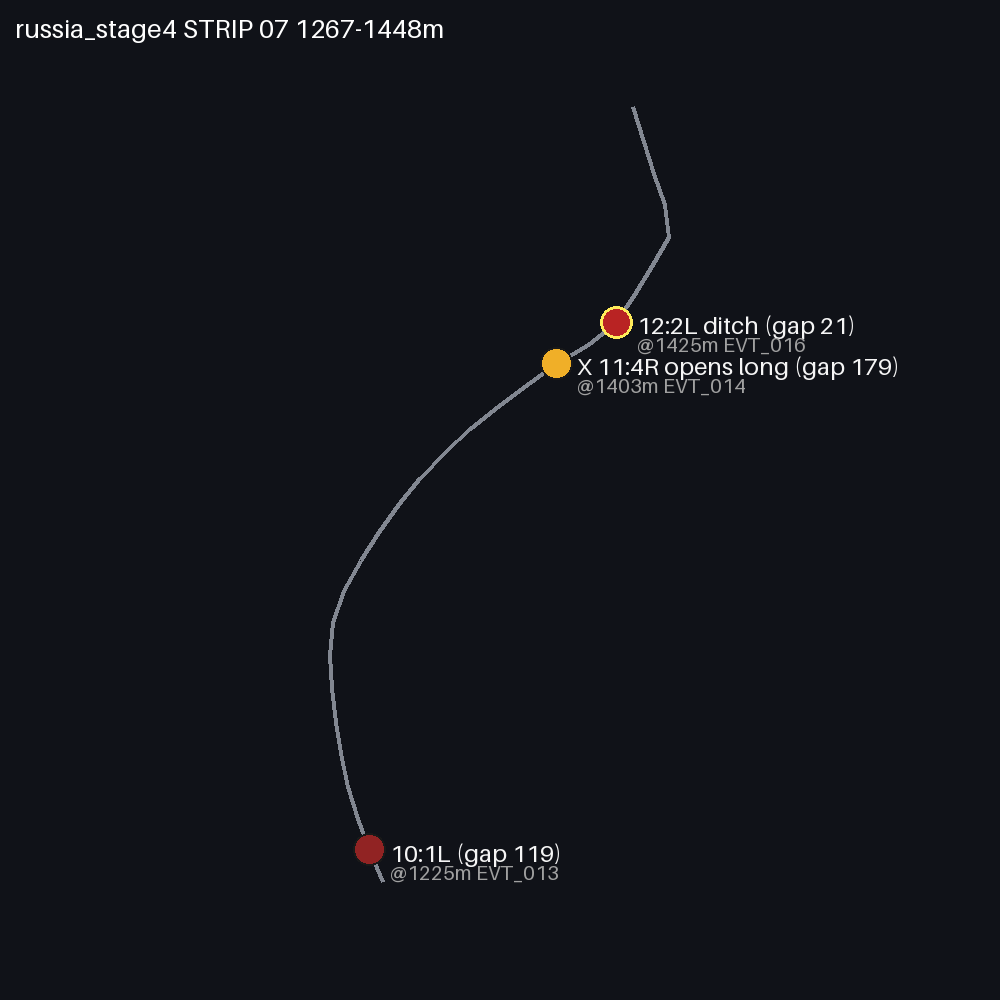 russia_stage4 STRIP 07 1267-1448m
12:2L ditch (gap 21)
@1425m EVT_016
X 11:4R opens long (gap 179)
@1403m EVT_014
10:1L (gap 119)
@1225m EVT_013